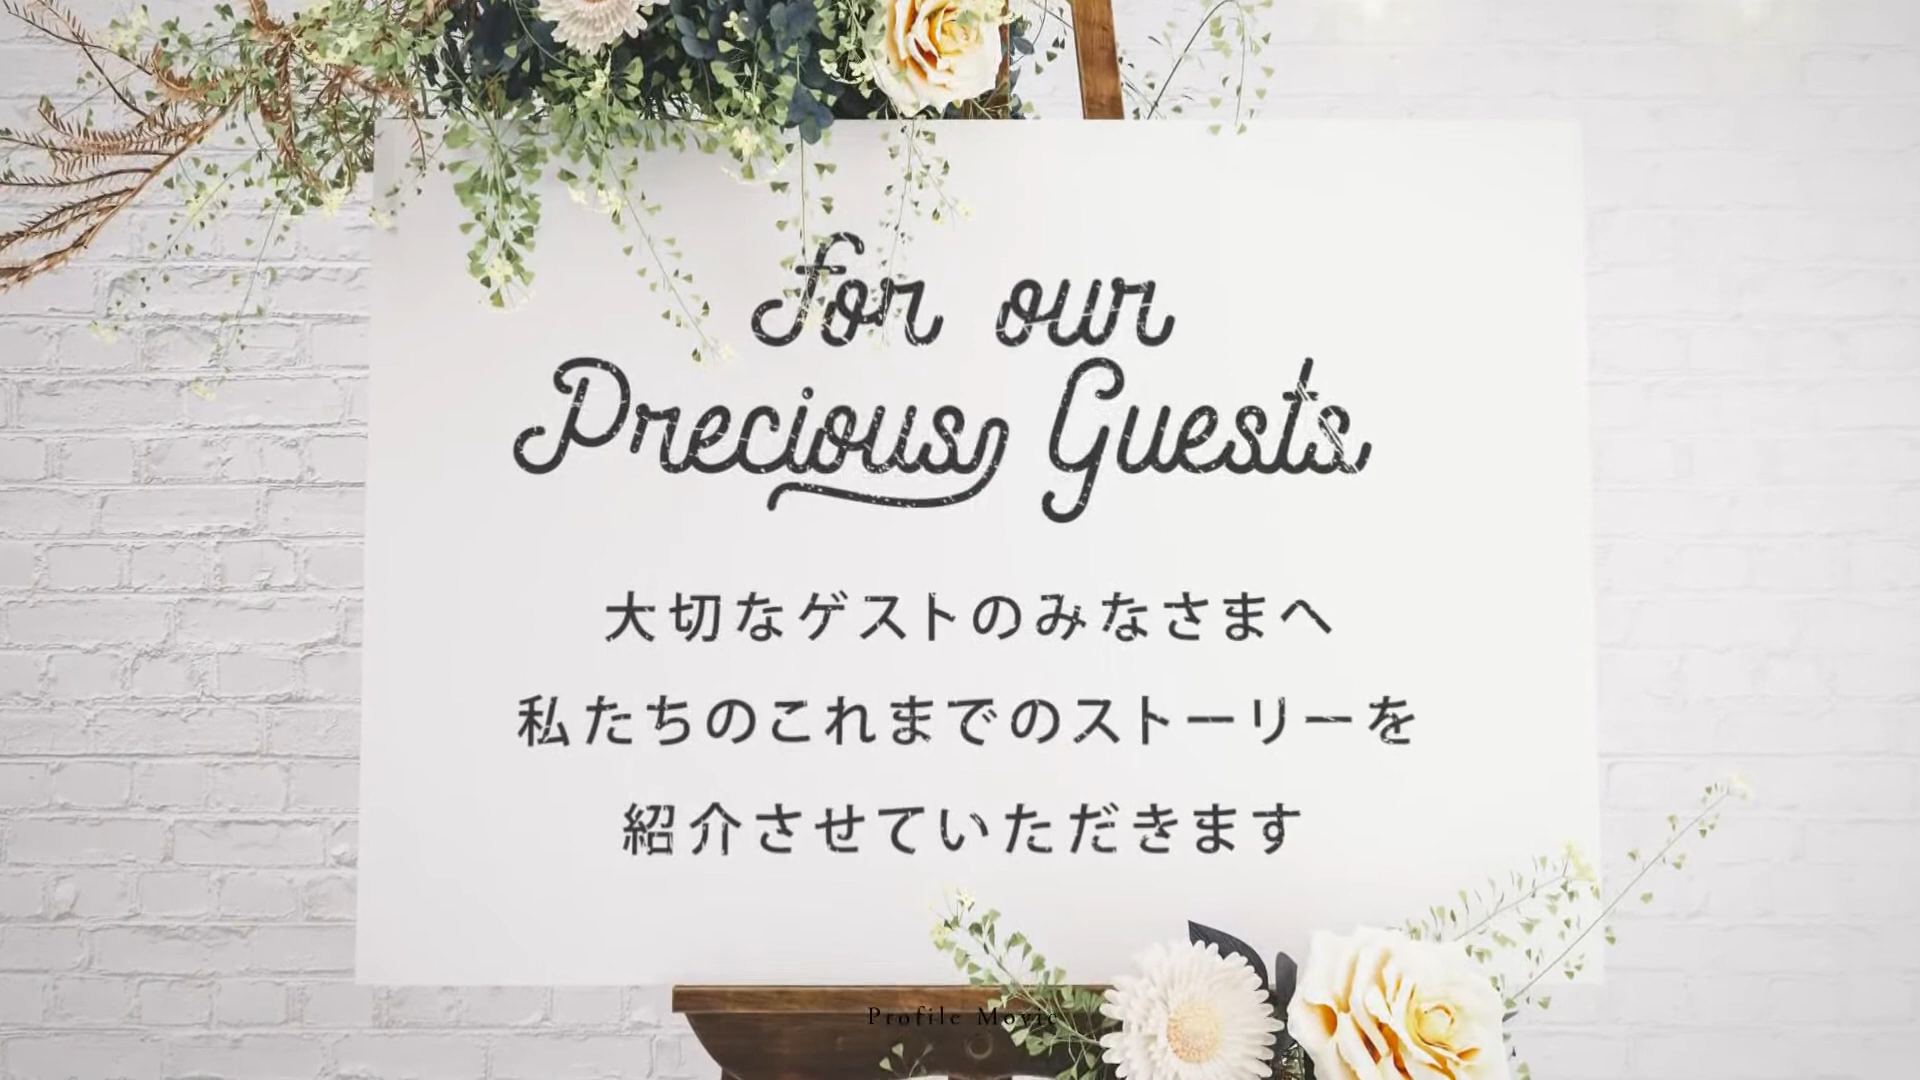 for our
Precious Guests
大切なゲストのみなさまへ
私たちのこれまでのストーリーを
紹介させていただきます
Profile Movie